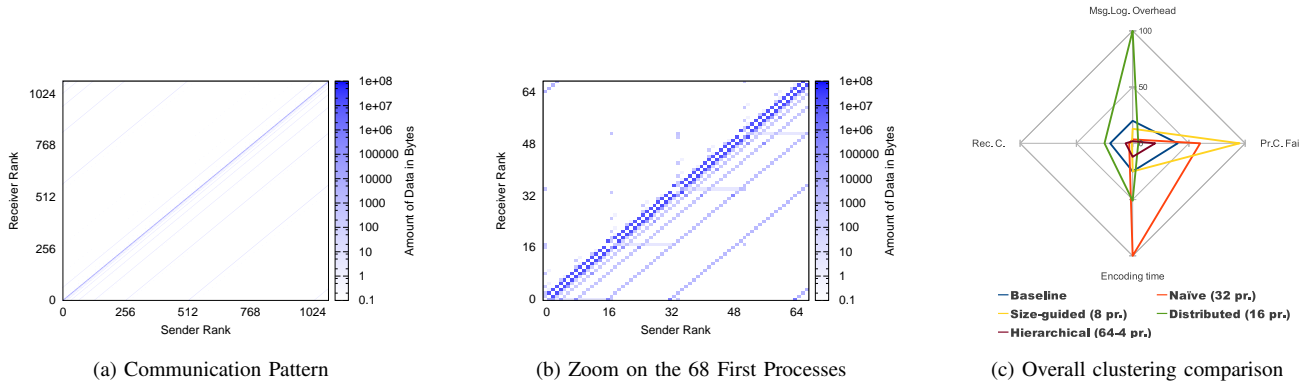 Receiver Rank
1024
768
512
256
0
0 256 512 768 1024
Sender Rank
1e+08
1e+07
1e+06
100000
10000
1000
100
10
1
0.1
Amount of Data in Bytes
(a) Communication Pattern
Receiver Rank
64
48
32
16
0
0 16 32 48 64
Sender Rank
1e+08
1e+07
1e+06
100000
10000
1000
100
10
1
0.1
Amount of Data in Bytes
(b) Zoom on the 68 First Processes
Msg.Log. Overhead
100
50
0
Rec. C.
Pr.C. Fai
Encoding time
Baseline
Naïve (32 pr.)
Size-guided (8 pr.)
Distributed (16 pr.)
Hierarchical (64-4 pr.)
(c) Overall clustering comparison